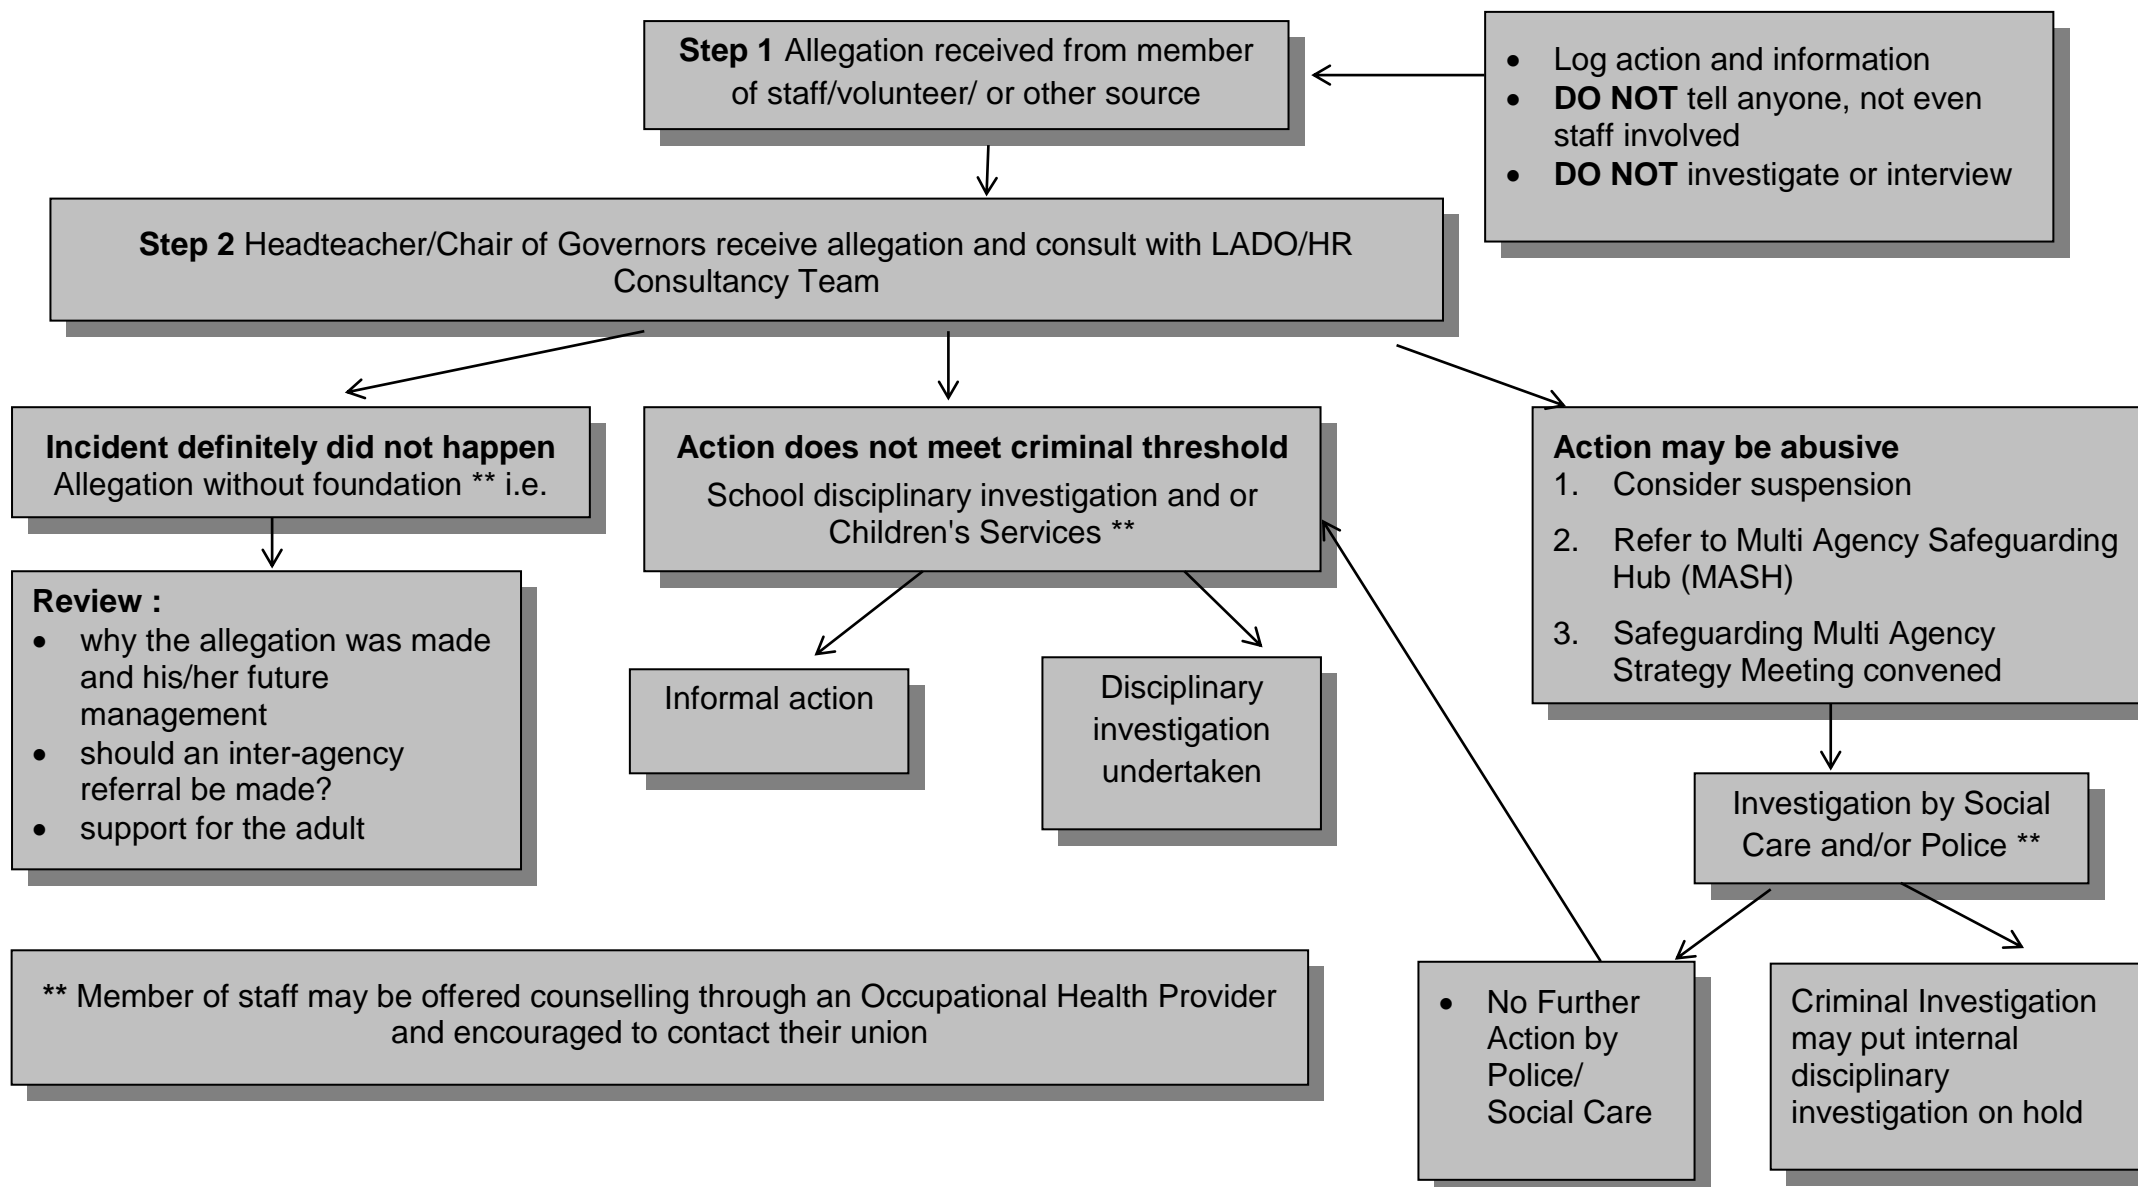 Step 1 Allegation received from member
of staff/volunteer/ or other source
• Log action and information
• DO NOT tell anyone, not even
staff involved
• DO NOT investigate or interview
Step 2 Headteacher/Chair of Governors receive allegation and consult with LADO/HR
Consultancy Team
Incident definitely did not happen
Allegation without foundation ** i.e.
Review :
• why the allegation was made
and his/her future
management
• should an inter-agency
referral be made?
• support for the adult
Action does not meet criminal threshold
School disciplinary investigation and or
Children's Services **
Informal action
Disciplinary
investigation
undertaken
Action may be abusive
1. Consider suspension
2. Refer to Multi Agency Safeguarding
Hub (MASH)
3. Safeguarding Multi Agency
Strategy Meeting convened
Investigation by Social
Care and/or Police **
• No Further
Action by
Police/
Social Care
Criminal Investigation
may put internal
disciplinary
investigation on hold
** Member of staff may be offered counselling through an Occupational Health Provider
and encouraged to contact their union